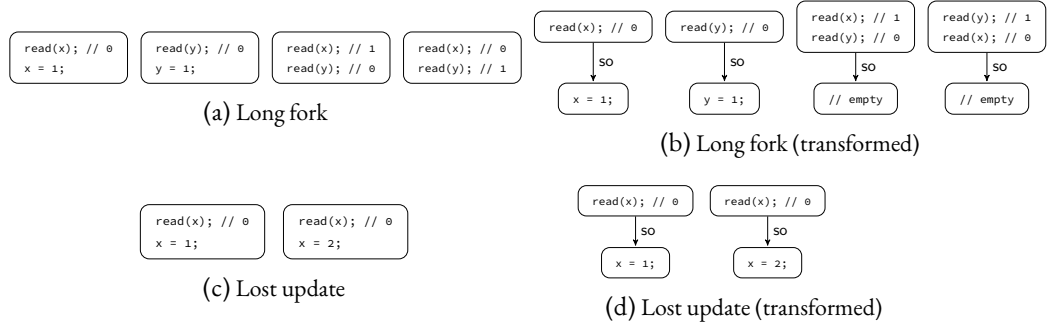 read(x); // 0
x = 1;
read(y); // 0
y = 1;
read(x); // 1
read(y); // 0
read(x); // 0
read(y); // 1
(a) Long fork
read(x); // 0
so
x = 1;
read(y); // 0
so
y = 1;
read(x); // 1
read(y); // 0
so
// empty
read(y); // 1
read(x); // 0
so
// empty
(b) Long fork (transformed)
read(x); // 0
x = 1;
read(x); // 0
x = 2;
(c) Lost update
read(x); // 0
so
x = 1;
read(x); // 0
so
x = 2;
(d) Lost update (transformed)